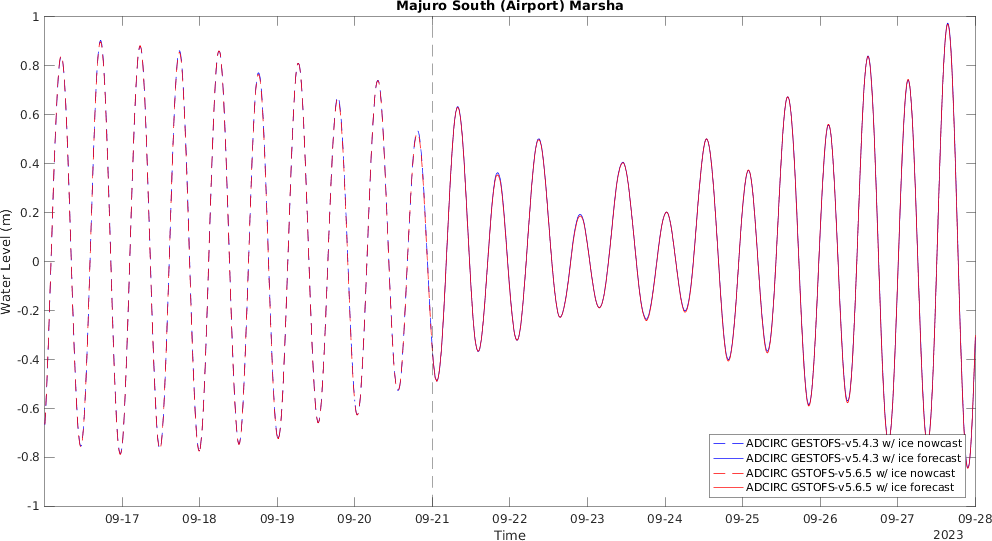 Majuro South (Airport) Marsha
Water Level (m)
1
0.8
0.6
0.4
0.2
0
-0.2
-0.4
-0.6
-0.8
-1
ADCIRC GESTOFS-v5.4.3 w/ ice nowcast
ADCIRC GSTOFS-v5.4.3 w/ ice forecast
ADCIRC GSTOFS-v5.6.5 w/ ice nowcast
ADCIRC GSTOFS-v5.6.5 w/ ice forecast
09-17 09-18 09-19 09-20 09-21 09-22 09-23 09-24 09-25 09-26 09-27 09-28
Time
2023